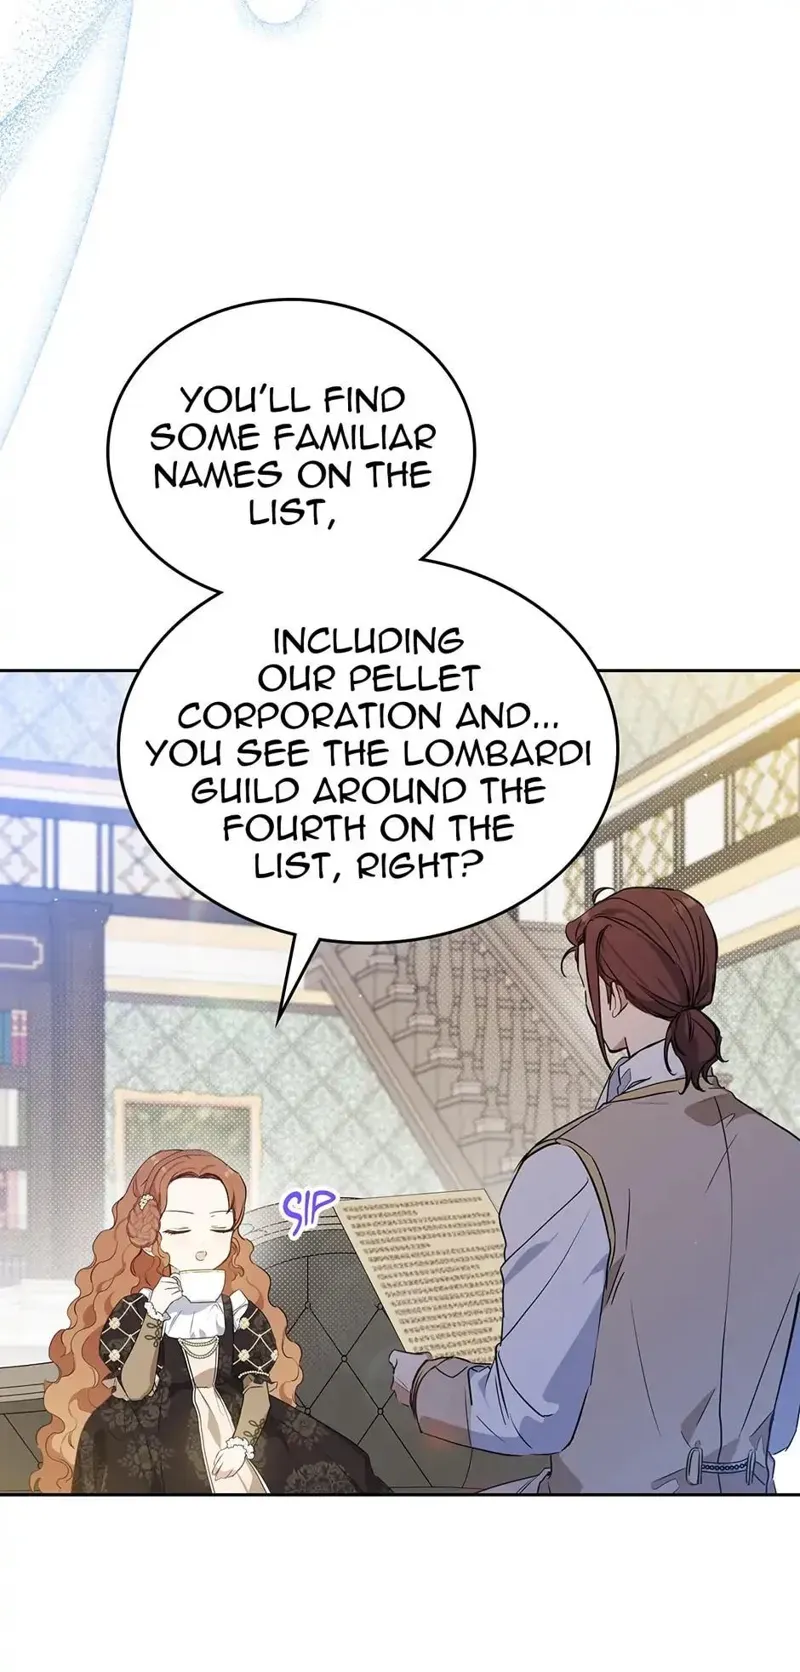 YOU'LL FIND
SOME FAMILIAR
NAMES ON THE
LIST,
INCLUDING
OUR PELLET
CORPORATION AND...
YOU SEE THE LOMBARDI
GUILD AROUND THE
FOURTH ON THE
LIST, RIGHT?
SIP